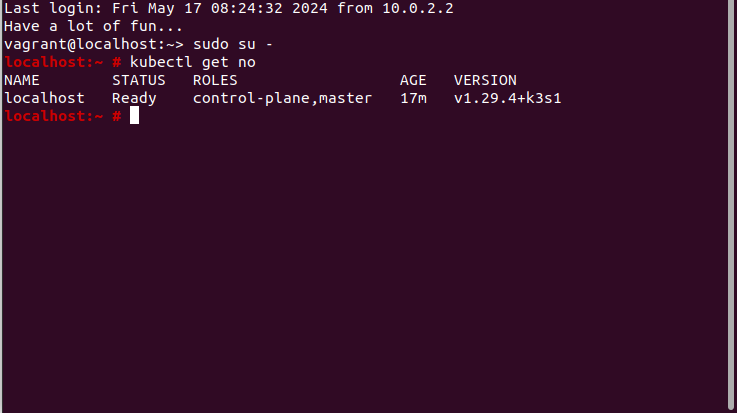 Last login: Fri May 17 08:24:32 2024 from 10.0.2.2
Have a lot of fun...
vagrant@localhost:~> sudo su -
localhost:~ # kubectl get no
NAME        STATUS   ROLES                  AGE   VERSION
localhost   Ready    control-plane,master   17m   v1.29.4+k3s1
localhost:~ #